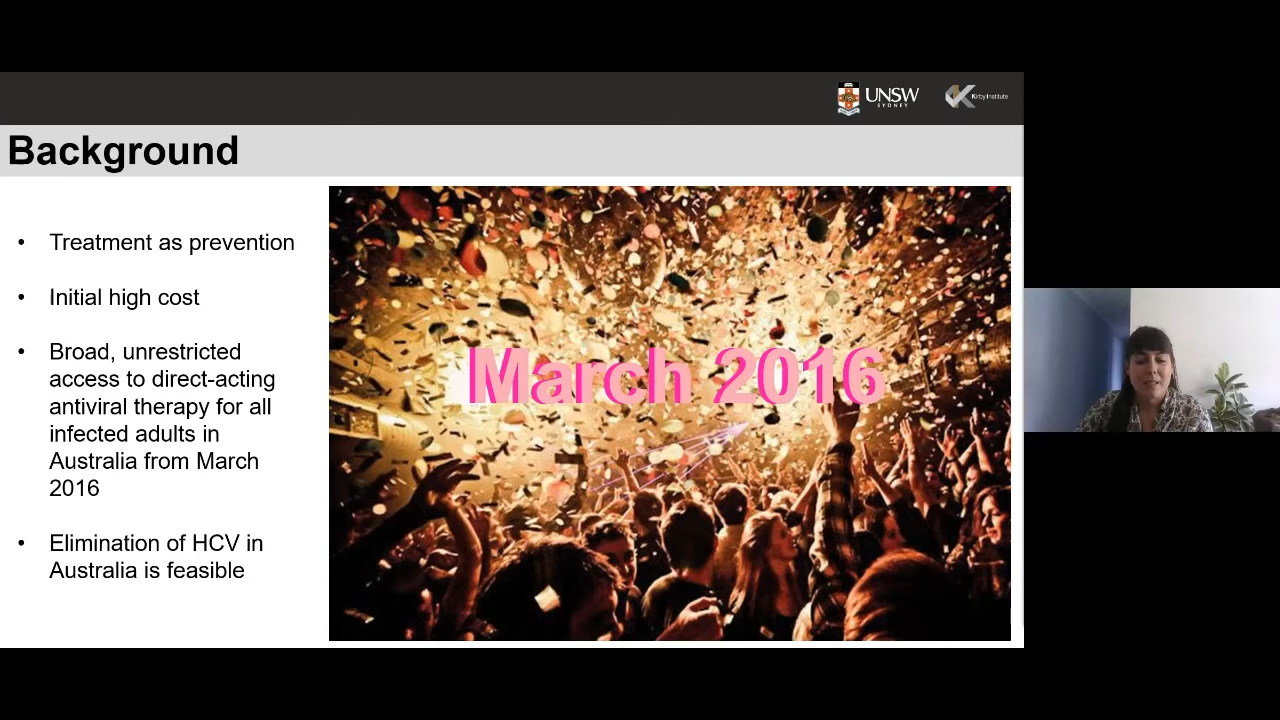 UNSW
SYDNEY
Kirby Institute
Background
• Treatment as prevention
• Initial high cost
• Broad, unrestricted
access to direct-acting
antiviral therapy for all
infected adults in
Australia from March
2016
• Elimination of HCV in
Australia is feasible
March 2016